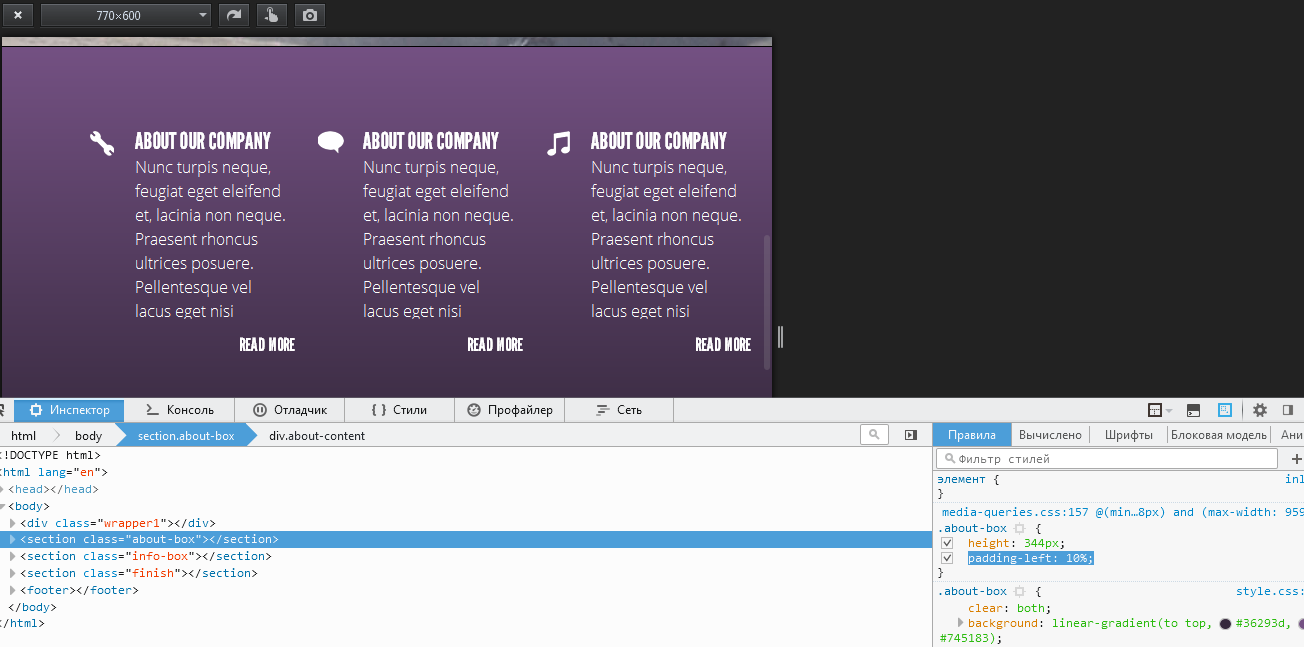 770×600
ABOUT OUR COMPANY ABOUT OUR COMPANY ABOUT OUR COMPANY
Nunc turpis neque, Nunc turpis neque, Nunc turpis neque,
feugiat eget eleifend feugiat eget eleifend feugiat eget eleifend
et, lacinia non neque. et, lacinia non neque. et, lacinia non neque.
Praesent rhoncus Praesent rhoncus Praesent rhoncus
ultrices posuere. ultrices posuere. ultrices posuere.
Pellentesque vel Pellentesque vel Pellentesque vel
lacus eget nisi lacus eget nisi lacus eget nisi
READ MORE READ MORE READ MORE
Инспектор Консоль Отладчик { } Стили Профайлер Сеть
html body section.about-box div.about-content
<!DOCTYPE html>
<html lang="en">
<head></head>
<body>
<div class="wrapper1"></div>
<section class="about-box"></section>
<section class="info-box"></section>
<section class="finish"></section>
<footer></footer>
</body>
</html>
Правила Вычислено Шрифты Блоковая модель Ани
Фильтр стилей +
элемент { inl
}
media-queries.css:157 @(min…8px) and (max-width: 959
.about-box {
height: 344px;
padding-left: 10%;
}
.about-box { style.css:
clear: both;
background: linear-gradient(to top, #36293d,
#745183);